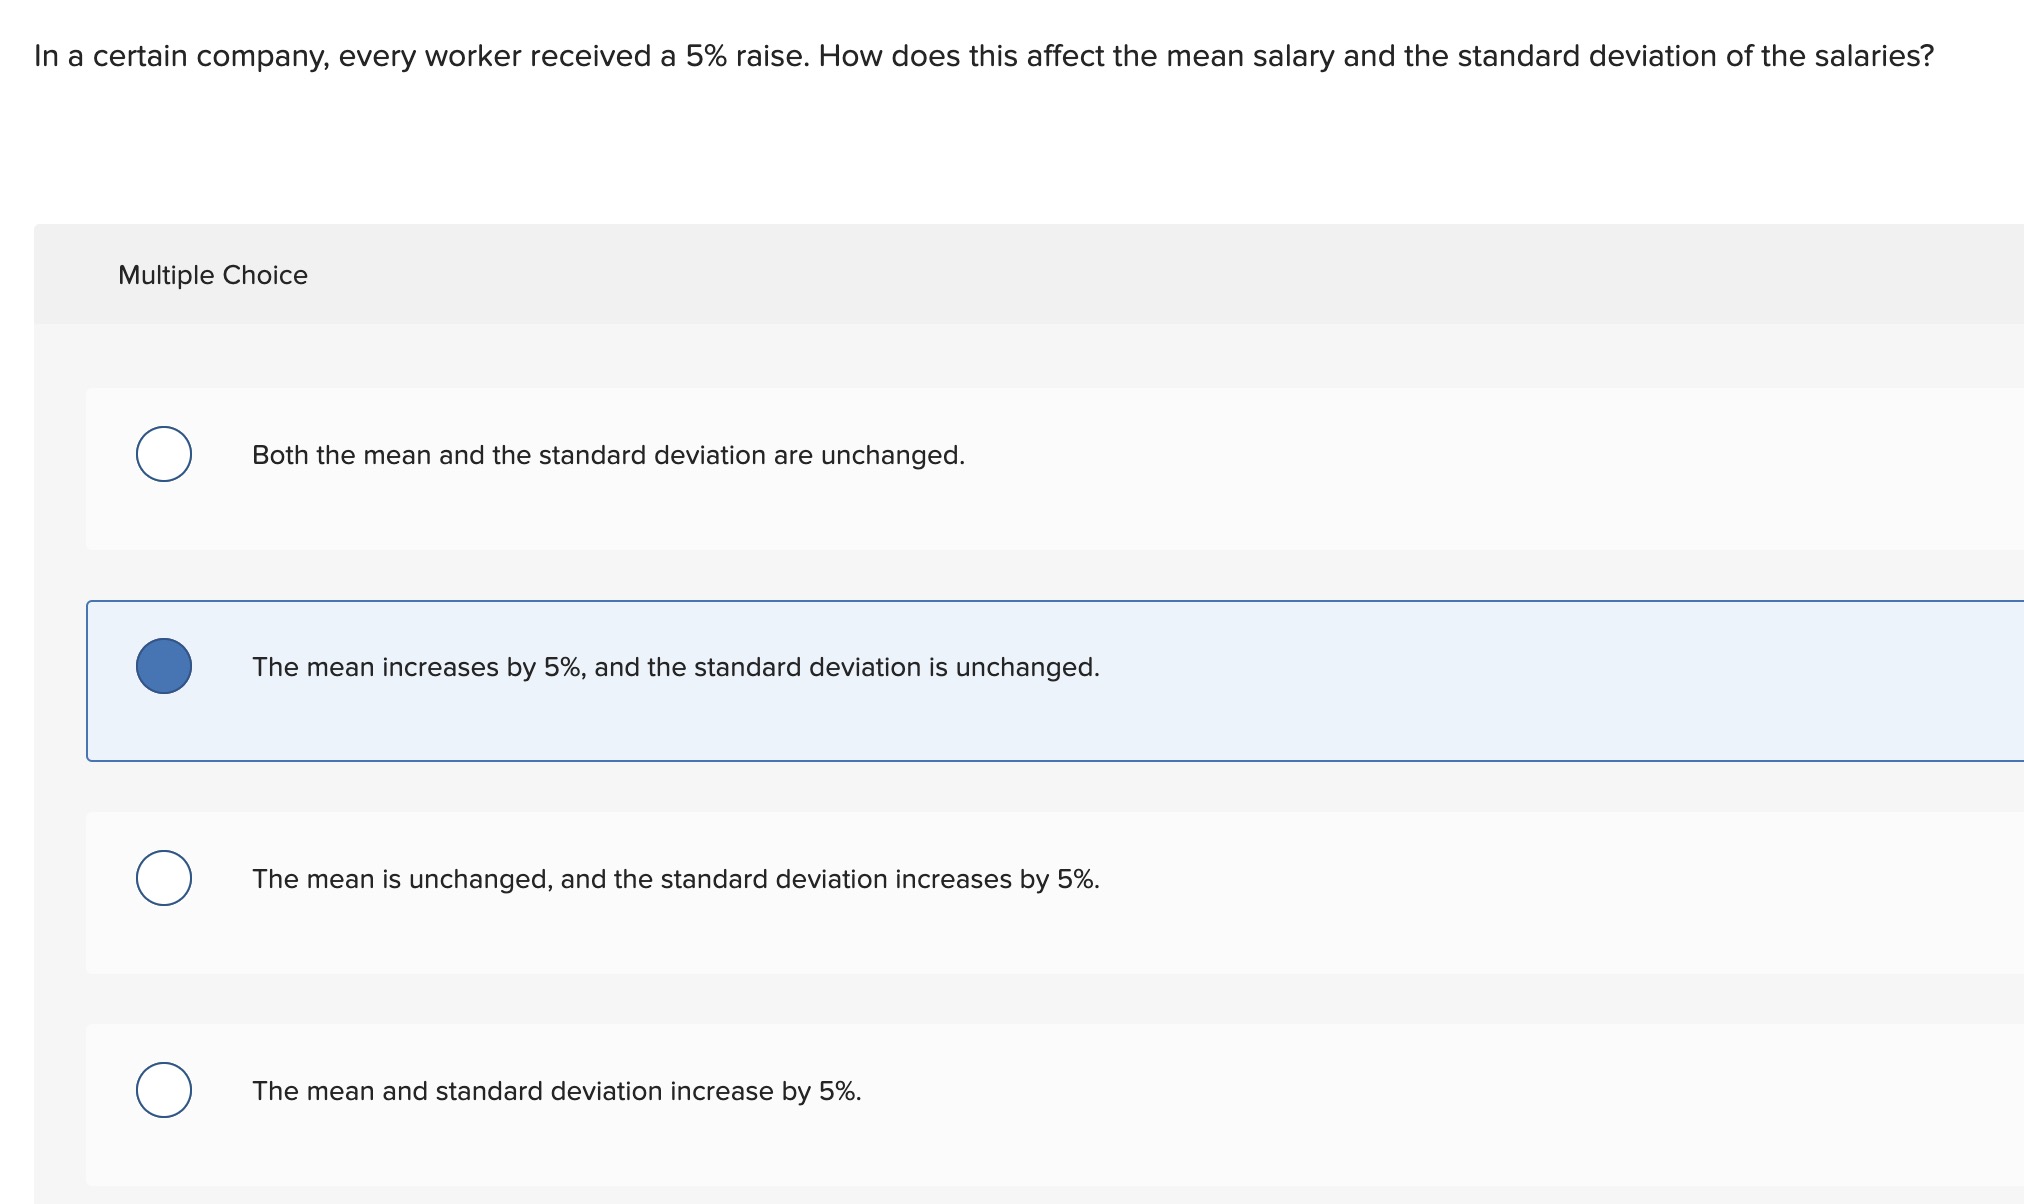 In a certain company, every worker received a 5% raise. How does this affect the mean salary and the standard deviation of the salaries?
Multiple Choice
Both the mean and the standard deviation are unchanged.
The mean increases by 5%, and the standard deviation is unchanged.
The mean is unchanged, and the standard deviation increases by 5%.
The mean and standard deviation increase by 5%.